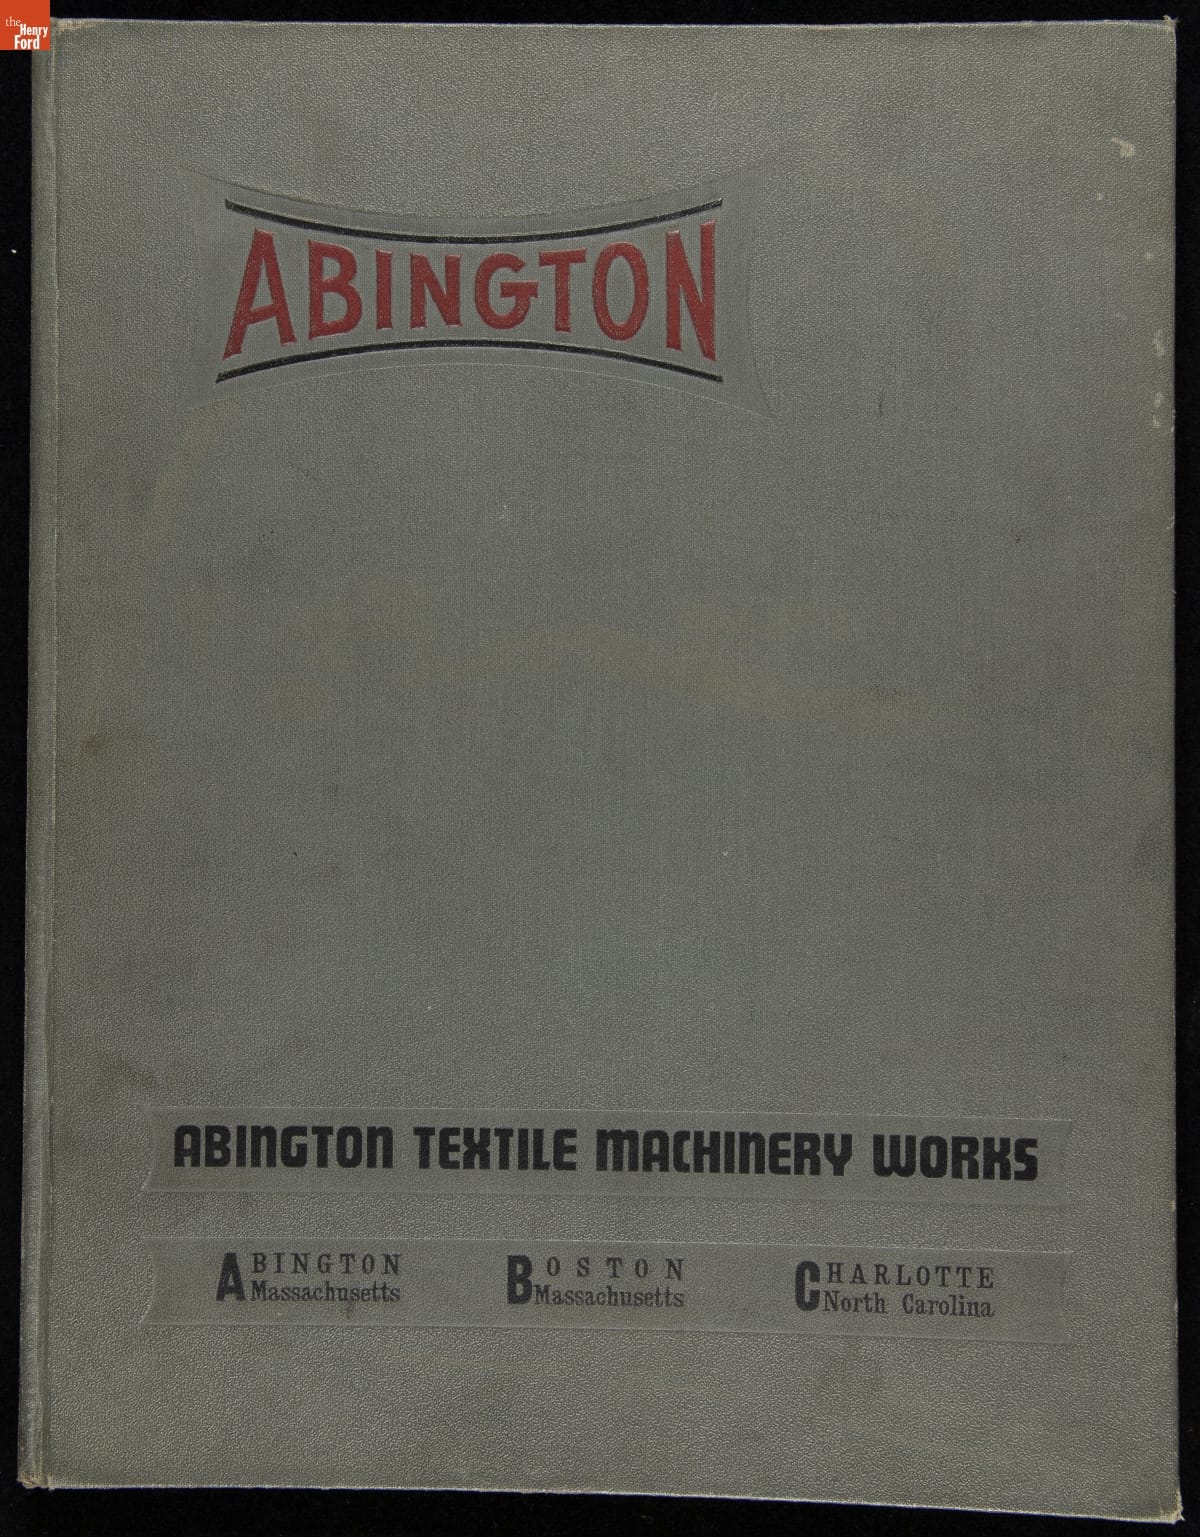 the
Henry
Ford
ABINGTON
ABINGTON TEXTILE MACHINERY WORKS
ABINGTON
Massachusetts
BOSTON
Massachusetts
CHARLOTTE
North Carolina